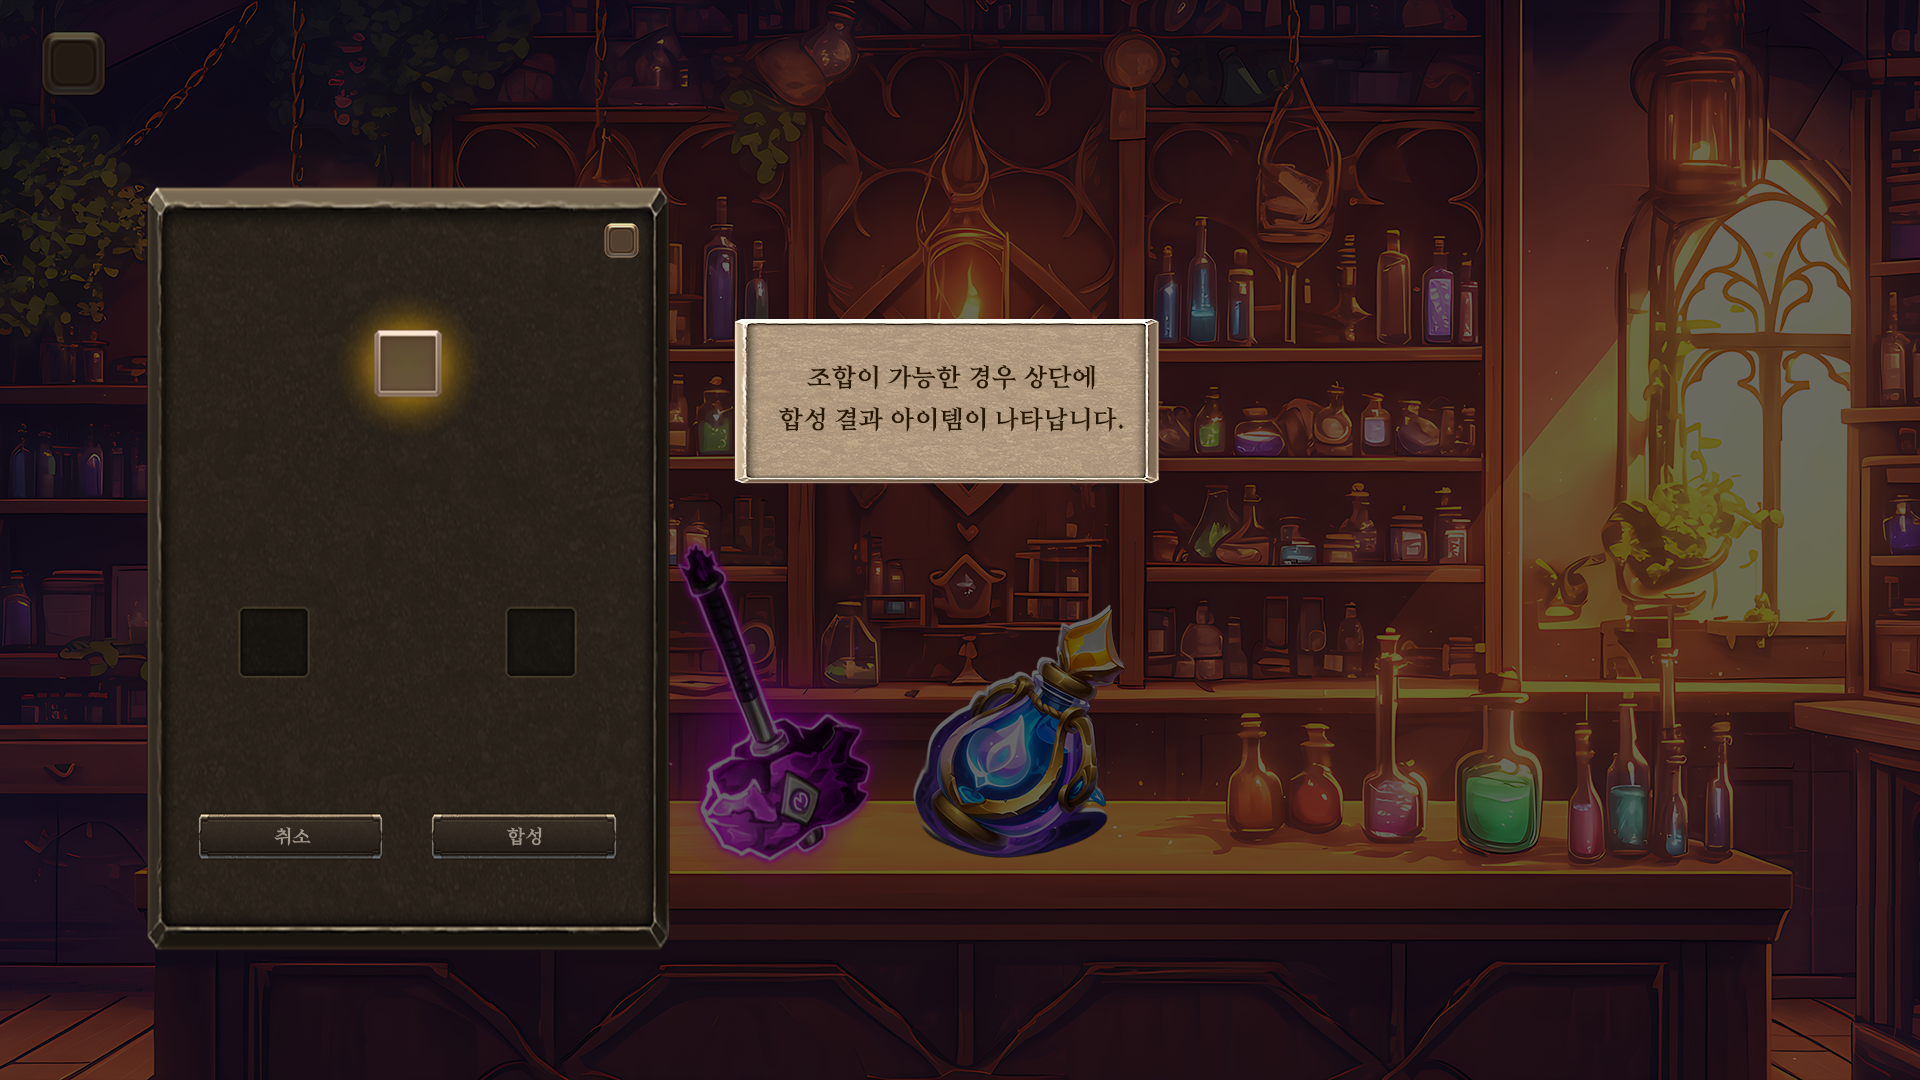 조합이 가능한 경우 상단에
합성 결과 아이템이 나타납니다.
취소
합성